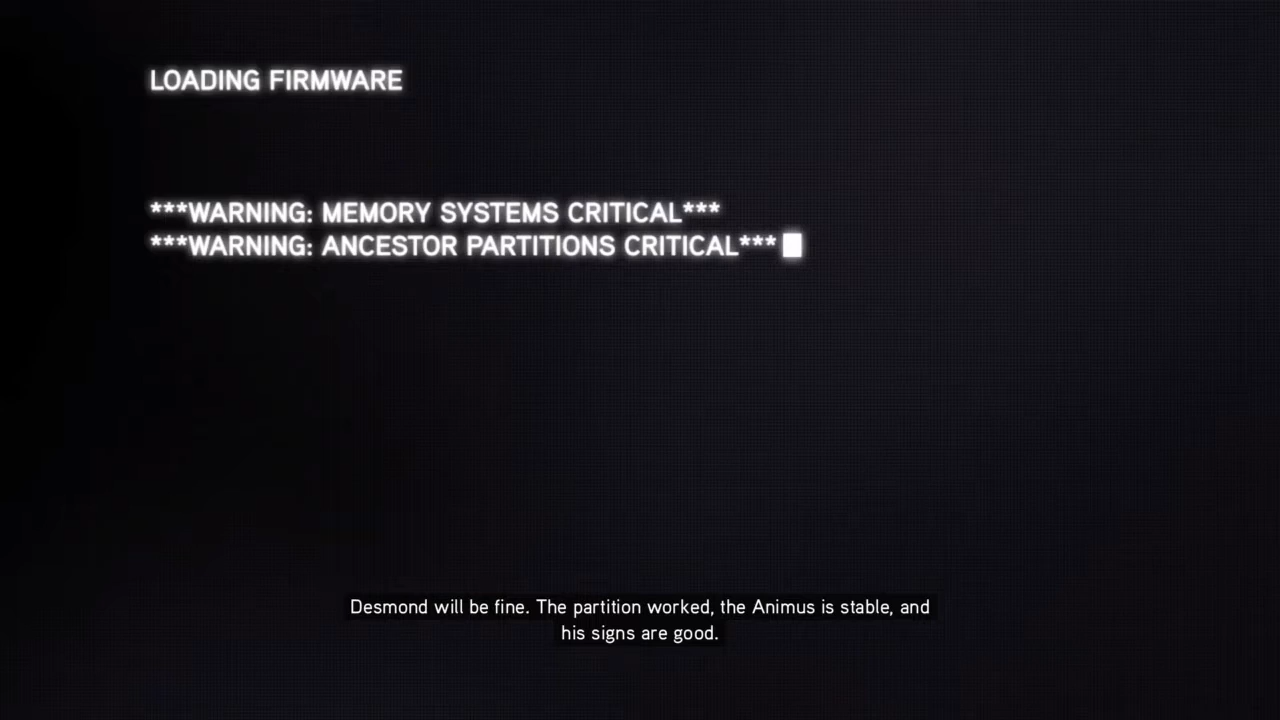 LOADING FIRMWARE
***WARNING: MEMORY SYSTEMS CRITICAL***
***WARNING: ANCESTOR PARTITIONS CRITICAL***
Desmond will be fine. The partition worked, the Animus is stable, and
his signs are good.